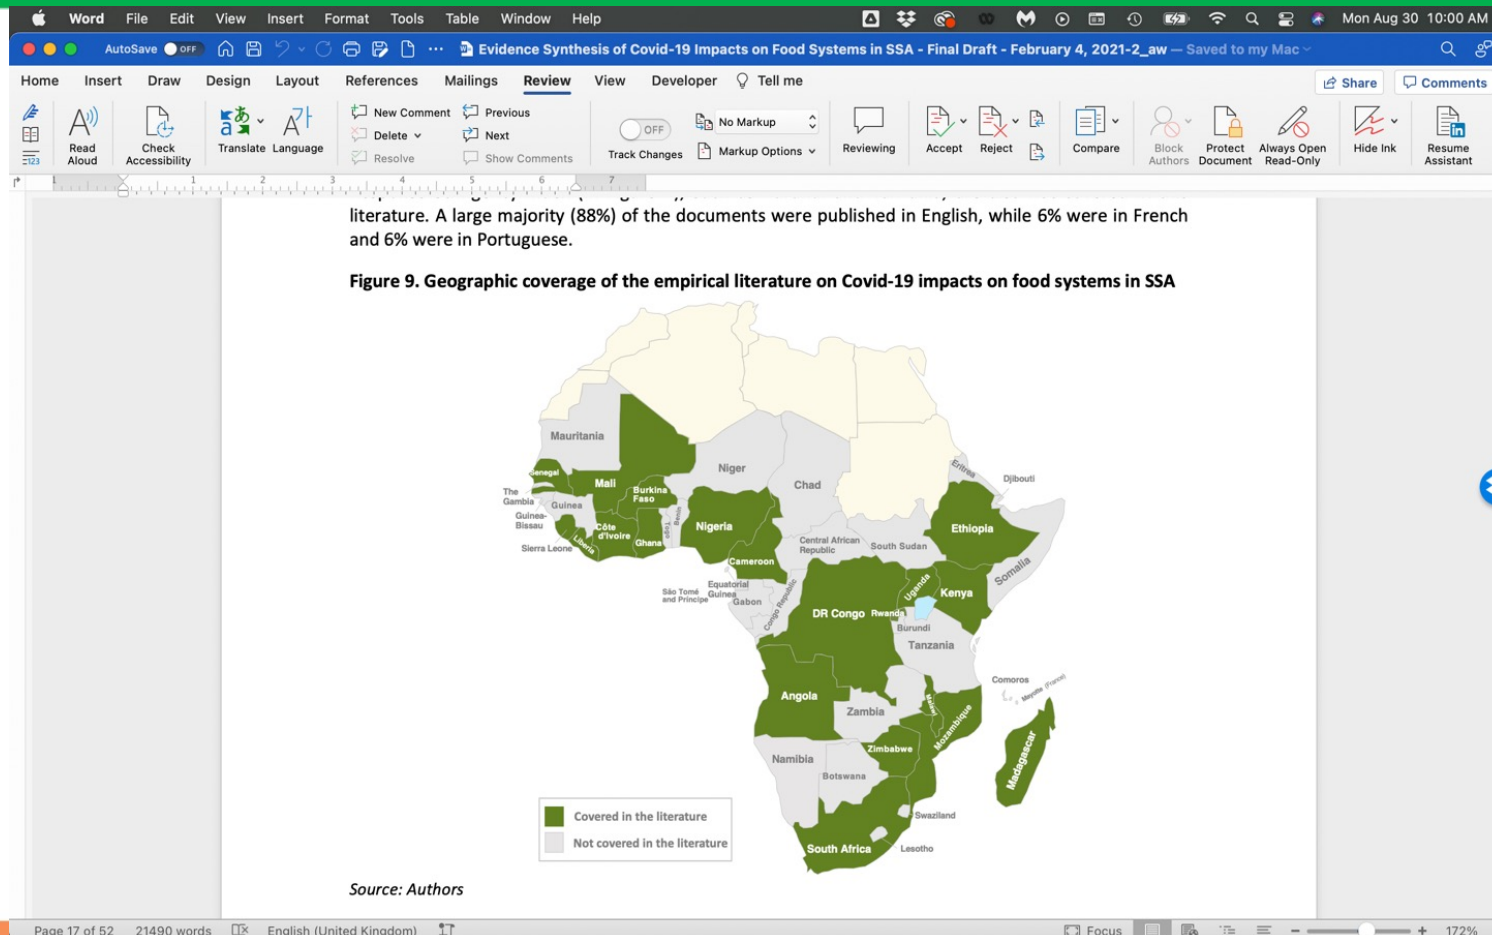 Word File Edit View Insert Format Tools Table Window Help Mon Aug 30 10:00 AM
AutoSave OFF Evidence Synthesis of Covid-19 Impacts on Food Systems in SSA - Final Draft - February 4, 2021-2_aw — Saved to my Mac
Home Insert Draw Design Layout References Mailings Review View Developer Tell me Share Comments
New Comment Previous
Delete Next
Resolve Show Comments
OFF No Markup
Track Changes Markup Options
Read Aloud
Check Accessibility
Translate Language
Reviewing
Accept Reject
Compare
Block Authors
Protect Document
Always Open Read-Only
Hide Ink
Resume Assistant
1 1 2 3 4 5 6 7
literature. A large majority (88%) of the documents were published in English, while 6% were in French
and 6% were in Portuguese.
Figure 9. Geographic coverage of the empirical literature on Covid-19 impacts on food systems in SSA
Mauritania
Niger
Chad
Eritrea
Djibouti
Senegal
Mali
Burkina
Faso
The
Gambia
Guinea
Guinea-
Bissau
Sierra Leone
Liberia
Côte
d'Ivoire
Ghana
Togo
Benin
Nigeria
Cameroon
Central African
Republic
South Sudan
Ethiopia
Somalia
São Tomé
and Príncipe
Equatorial
Guinea
Gabon
Congo Republic
DR Congo
Uganda
Kenya
Rwanda
Burundi
Tanzania
Comoros
Mayotte (France)
Angola
Zambia
Malawi
Mozambique
Zimbabwe
Madagascar
Namibia
Botswana
Swaziland
South Africa
Lesotho
Covered in the literature
Not covered in the literature
Source: Authors
Page 17 of 52 21490 words English (United Kingdom) Focus 172%